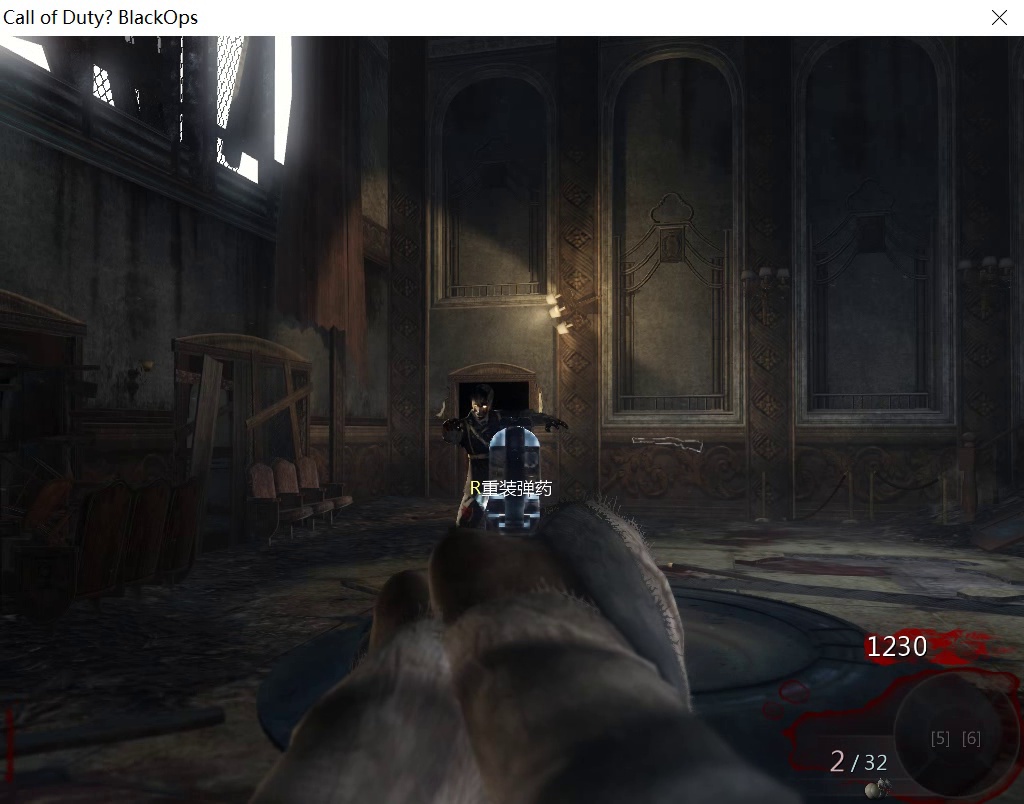 Call of Duty? BlackOps
R重装弹药
1230
[5] [6]
2/32